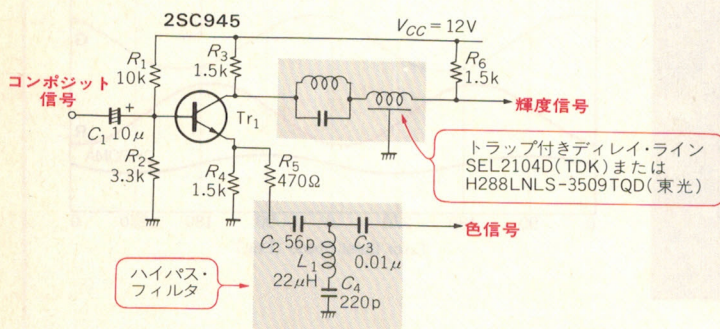 2SC945
VCC = 12V
R1
10k
R3
1.5k
R6
1.5k
コンポジット
信号
C1 10μ
+
Tr1
輝度信号
R2
3.3k
R4
1.5k
R5
470Ω
トラップ付きディレイ・ライン
SEL2104D(TDK)または
H288LNLS-3509TQD(東光)
C2 56p
C3
0.01μ
色信号
L1
22μH
C4
220p
ハイパス・
フィルタ